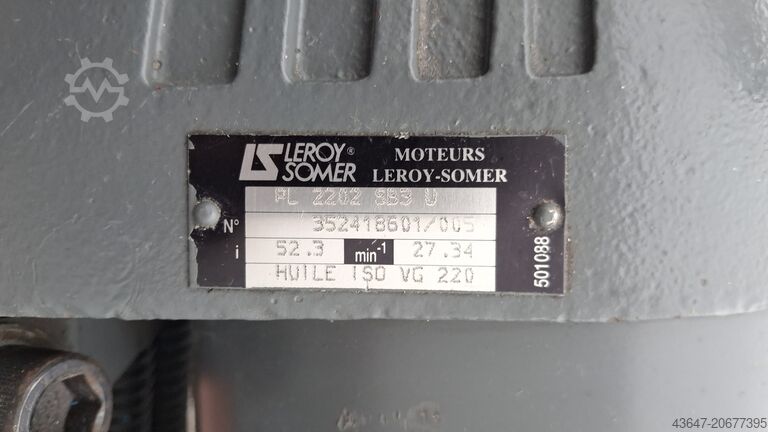 LS LEROY® SOMER
MOTEURS
LEROY-SOMER
PL 2202 SB3 U
N° 352418601/005
i 52.3 min-1 27.34
HUILE ISO VG 220
501088
43647-20677395